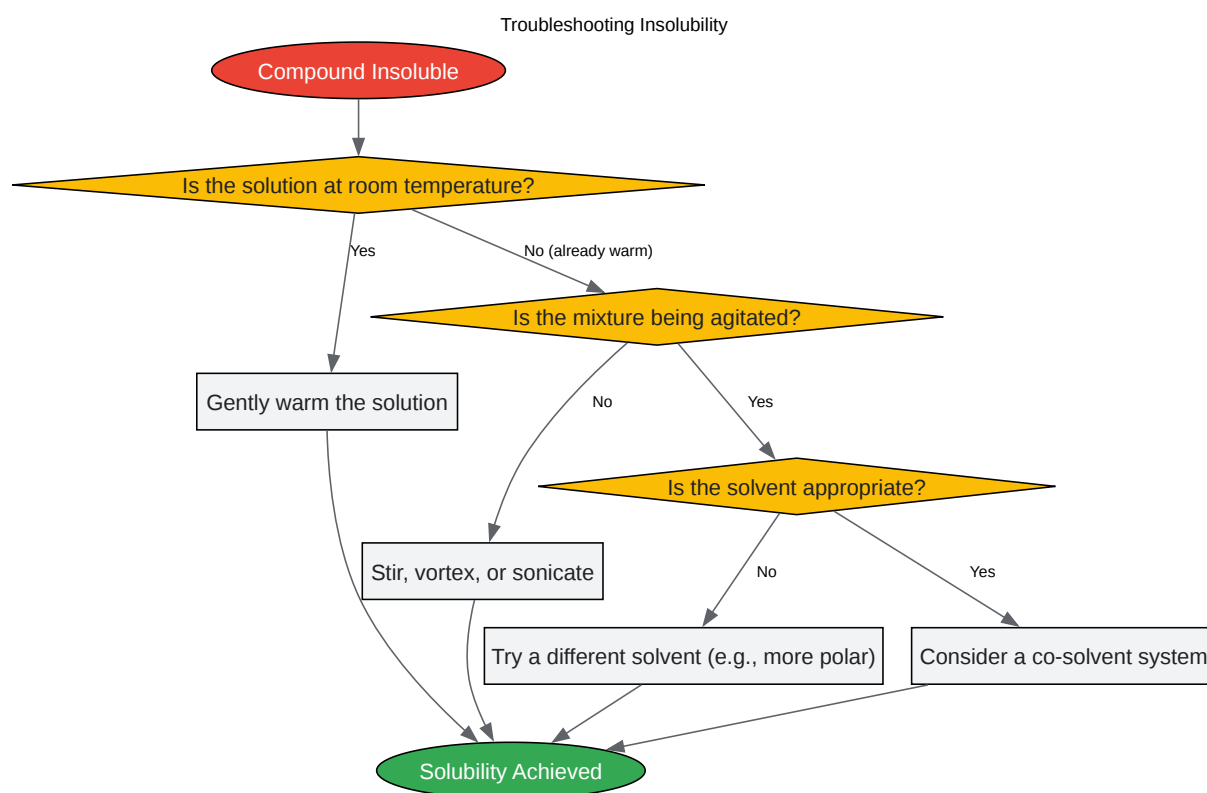 Troubleshooting Insolubility
Compound Insoluble
Is the solution at room temperature?
Yes
No (already warm)
Is the mixture being agitated?
Gently warm the solution
No
Yes
Is the solvent appropriate?
Stir, vortex, or sonicate
No
Yes
Try a different solvent (e.g., more polar)
Consider a co-solvent system
Solubility Achieved